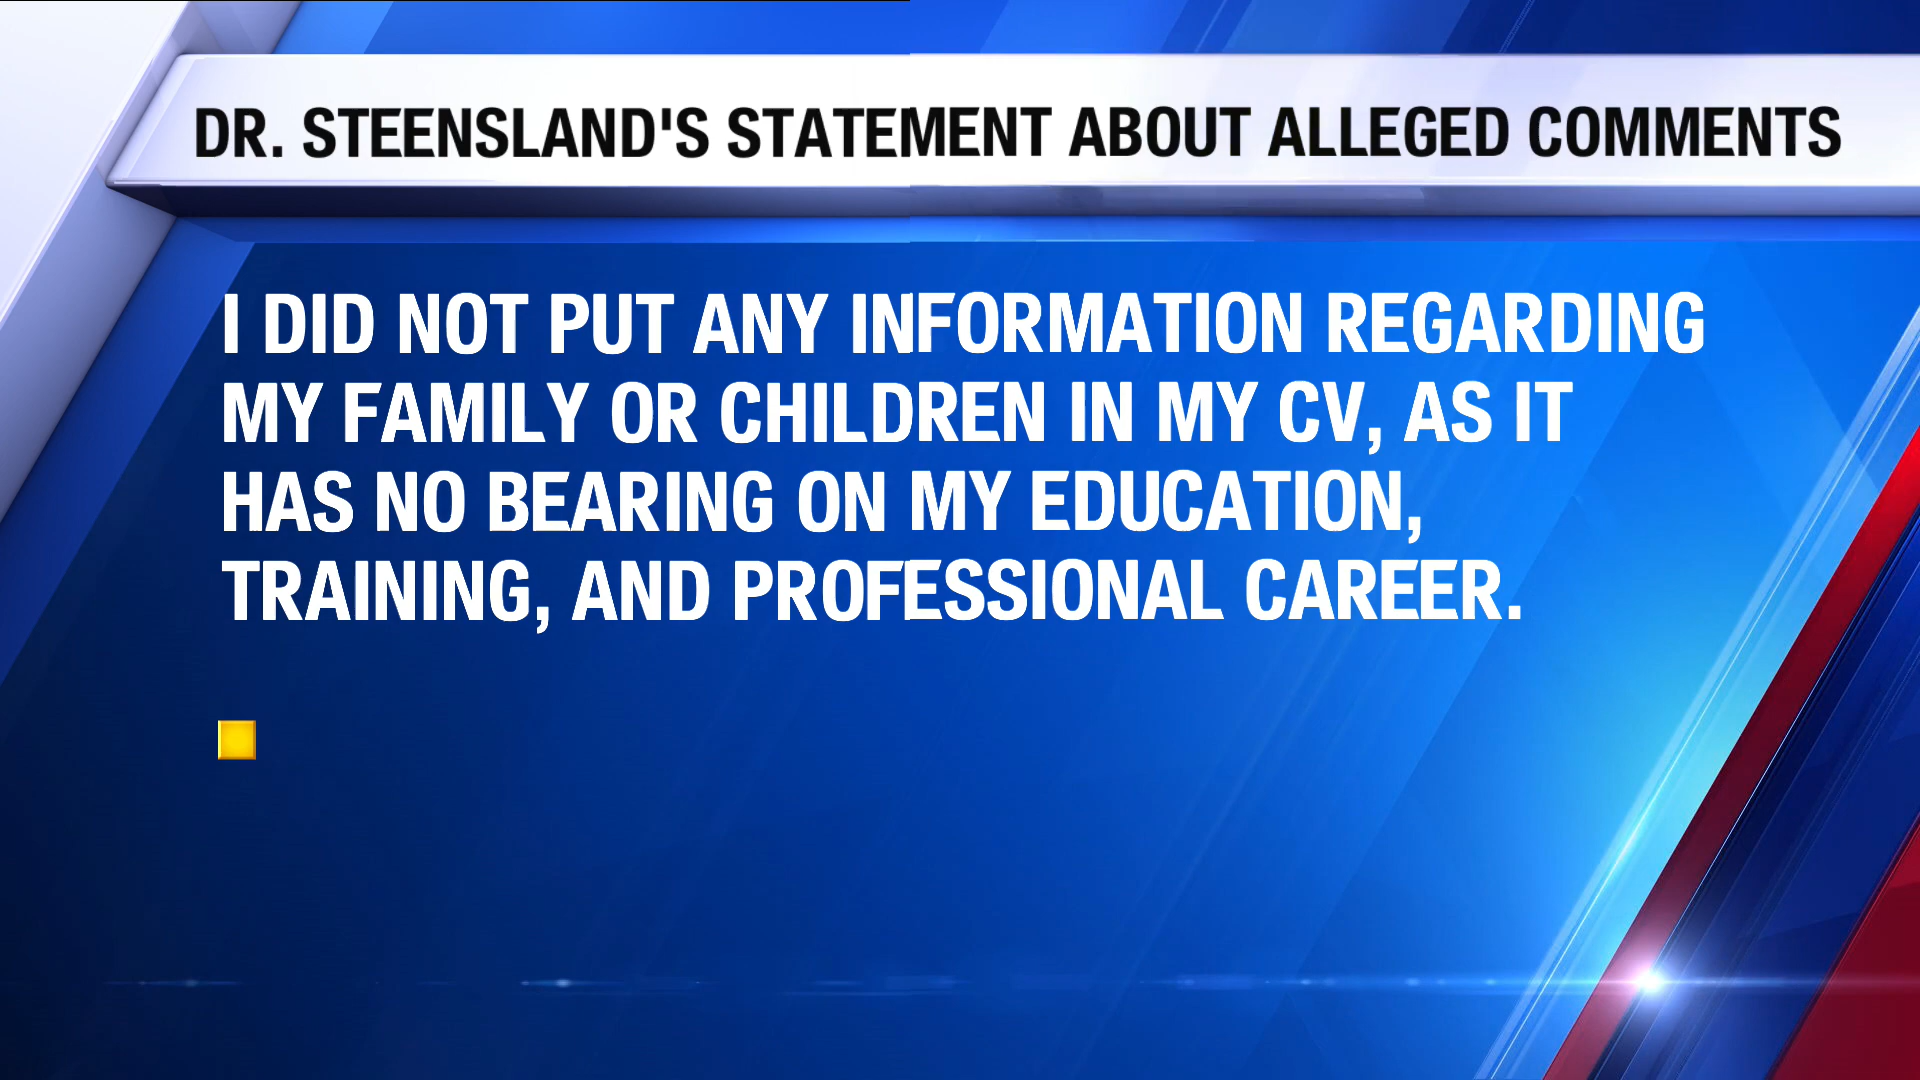 DR. STEENSLAND'S STATEMENT ABOUT ALLEGED COMMENTS
I DID NOT PUT ANY INFORMATION REGARDING
MY FAMILY OR CHILDREN IN MY CV, AS IT
HAS NO BEARING ON MY EDUCATION,
TRAINING, AND PROFESSIONAL CAREER.